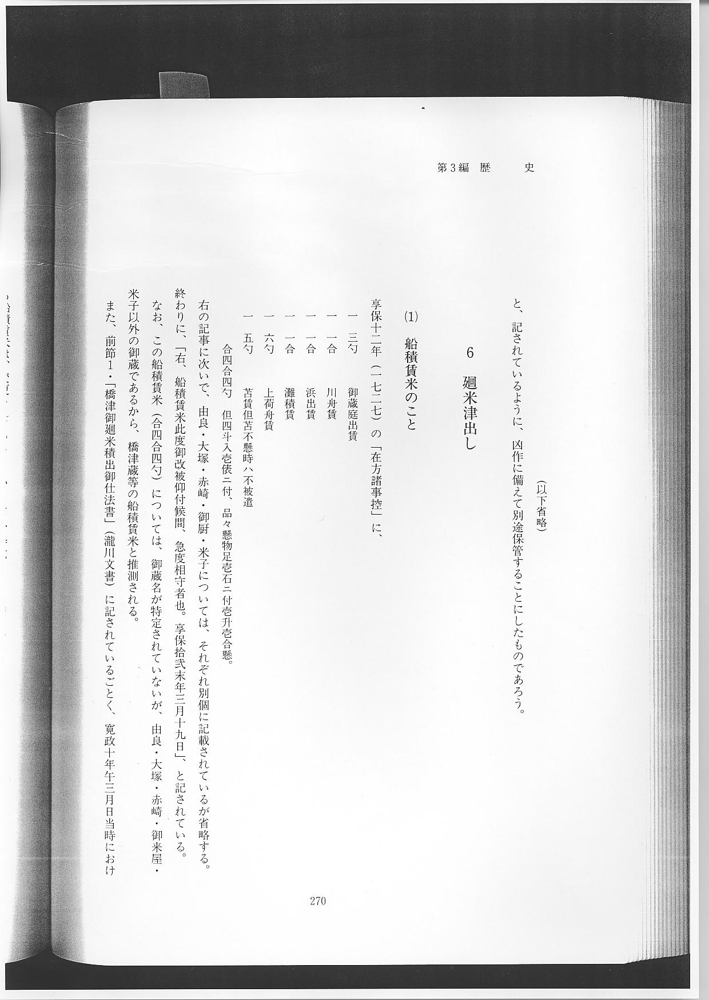 第3編 歴 史
(以下省略)
と、記されているように、凶作に備えて別途保管することにしたものであろう。
6 廻米津出し
(1) 船積賃米のこと
享保十二年(一七二七)の「在方諸事控」に、
一 三勺 御蔵庭出賃
一 一合 川舟賃
一 一合 浜出賃
一 一合 灘積賃
一 六勺 上荷舟賃
一 五勺 苫賃但苫不懸時ハ不被遣
合四合四勺 但四斗入壱俵ニ付、品々懸物足壱石ニ付壱升壱合懸。
右の記事に次いで、由良・大塚・赤崎・御厨・米子については、それぞれ別個に記載されているが省略する。
終わりに、「右、船積賃米此度御改被仰付候間、急度相守者也。享保拾弐末年三月十九日」、と記されている。
なお、この船積賃米(合四合四勺)については、御蔵名が特定されていないが、由良・大塚・赤崎・御来屋・
米子以外の御蔵であるから、橋津蔵等の船積賃米と推測される。
また、前節1・「橋津御廻米積出御仕法書」(瀧川文書)に記されているごとく、寛政十年午三月日当時におけ
270